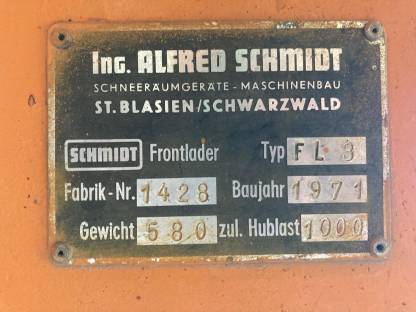 Ing. ALFRED SCHMIDT
SCHNEERÄUMGERÄTE - MASCHINENBAU
ST. BLASIEN/SCHWARZWALD
SCHMIDT Frontlader Typ FL 3
Fabrik-Nr. 1428 Baujahr 1971
Gewicht 580 zul. Hublast 1000